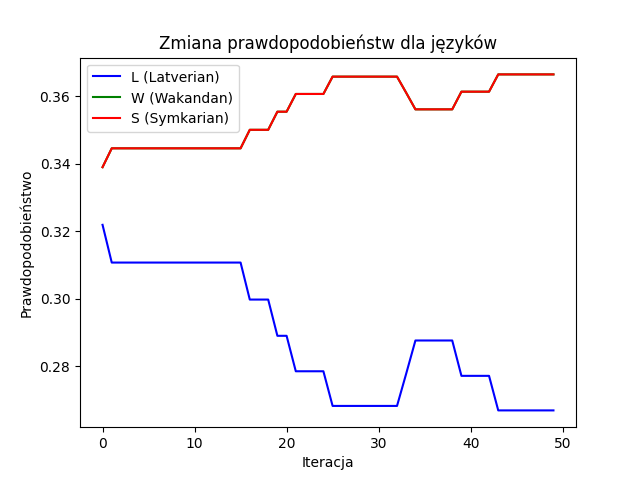 Zmiana prawdopodobieństw dla języków
L (Latverian)
W (Wakandan)
S (Symkarian)
0.36
0.34
0.32
0.30
0.28
Prawdopodobieństwo
0 10 20 30 40 50
Iteracja